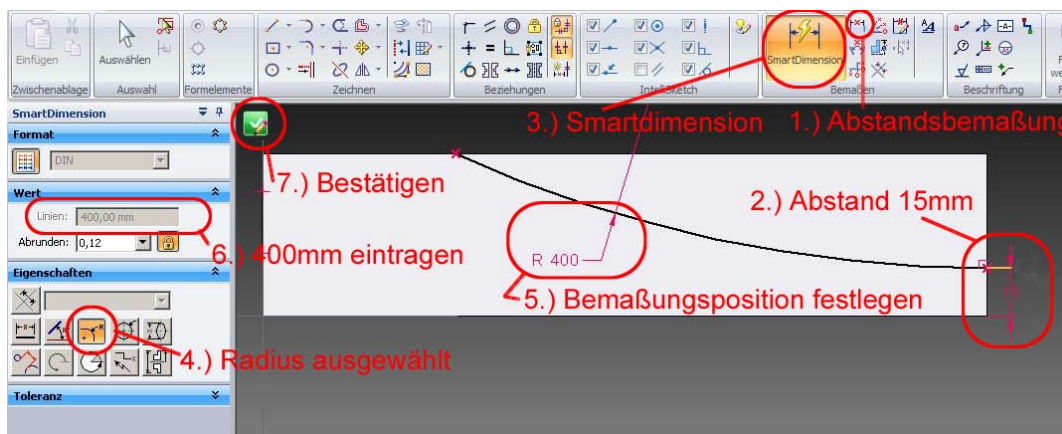 Einfügen
Auswählen
SmartDimension
Zwischenablage
Auswahl
Formelemente
Zeichnen
Beziehungen
IntelliSketch
Bemaßen
Beschriftung
SmartDimension
Format
DIN
Wert
Linien: 400,00 mm
Abrunden: 0,12
Eigenschaften
Toleranz
3.) Smartdimension
1.) Abstandsbemaßung
7.) Bestätigen
2.) Abstand 15mm
6.) 400mm eintragen
R 400
5.) Bemaßungsposition festlegen
4.) Radius ausgewählt